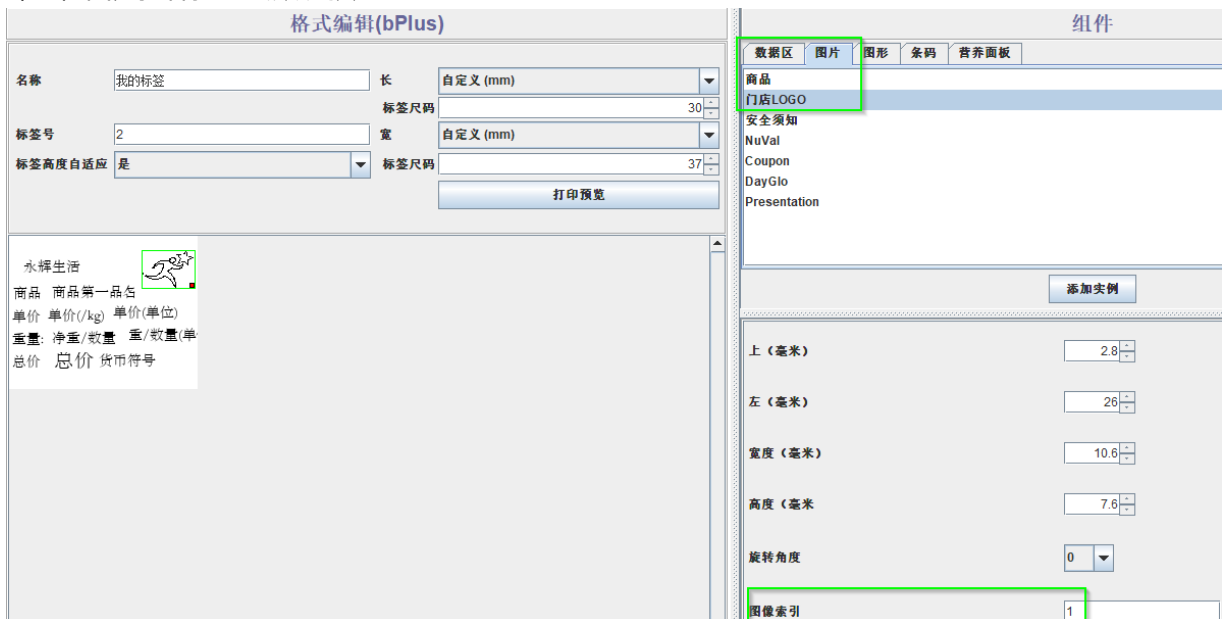 格式编辑(bPlus)
名称 我的标签 长 自定义 (mm)
标签尺码 30
标签号 2 宽 自定义 (mm)
标签高度自适应 是 标签尺码 37
打印预览
永辉生活
商品 商品第一品名
单价 单价(/kg) 单价(单位)
重量: 净重/数量 重/数量(单
总价 总价 货币符号
组件
数据区 图片 图形 条码 营养面板
商品
门店LOGO
安全须知
NuVal
Coupon
DayGlo
Presentation
添加实例
上（毫米） 2.8
左（毫米） 26
宽度（毫米） 10.6
高度（毫米 7.6
旋转角度 0
图像索引 1